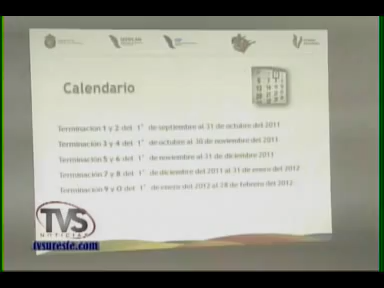 Calendario
Terminación 1 y 2 del 1° de septiembre al 31 de octubre del 2011
Terminación 3 y 4 del 1° de octubre al 30 de noviembre del 2011
Terminación 5 y 6 del 1° de noviembre al 31 de diciembre 2011
Terminación 7 y 8 del 1° de diciembre del 2011 al 31 de enero del 2012
Terminación 9 y 0 del 1° de enero del 2012 al 28 de febrero del 2012
TVS
NOTICIAS
tvsureste.com